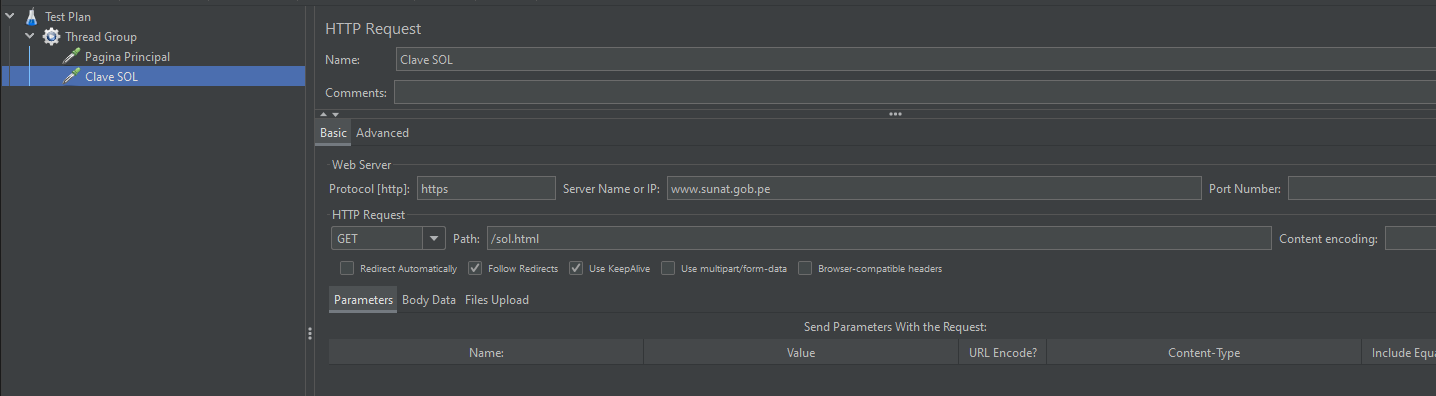 Test Plan
Thread Group
Pagina Principal
Clave SOL
HTTP Request
Name: Clave SOL
Comments:
Basic Advanced
Web Server
Protocol [http]: https Server Name or IP: www.sunat.gob.pe Port Number:
HTTP Request
GET Path: /sol.html Content encoding:
Redirect Automatically Follow Redirects Use KeepAlive Use multipart/form-data Browser-compatible headers
Parameters Body Data Files Upload
Send Parameters With the Request:
Name: Value URL Encode? Content-Type Include Equa